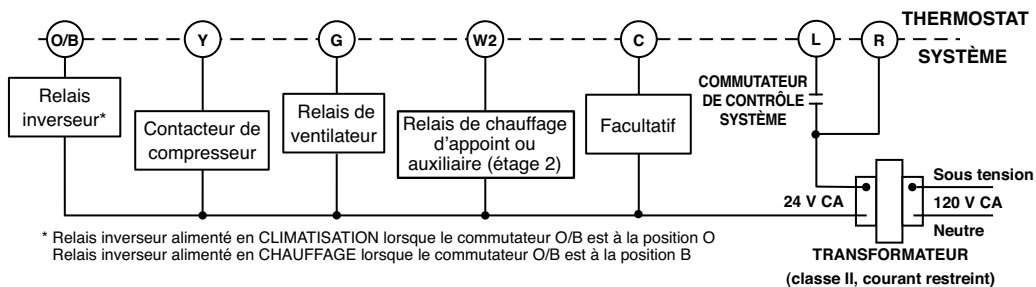 THERMOSTAT
O/B Y G W2 C L R
SYSTÈME
Relais
inverseur*
Contacteur de
compresseur
Relais de
ventilateur
Relais de chauffage
d'appoint ou
auxiliaire (étage 2)
Facultatif
COMMUTATEUR
DE CONTRÔLE
SYSTÈME
24 V CA
Sous tension
120 V CA
Neutre
TRANSFORMATEUR
(classe II, courant restreint)
* Relais inverseur alimenté en CLIMATISATION lorsque le commutateur O/B est à la position O
Relais inverseur alimenté en CHAUFFAGE lorsque le commutateur O/B est à la position B